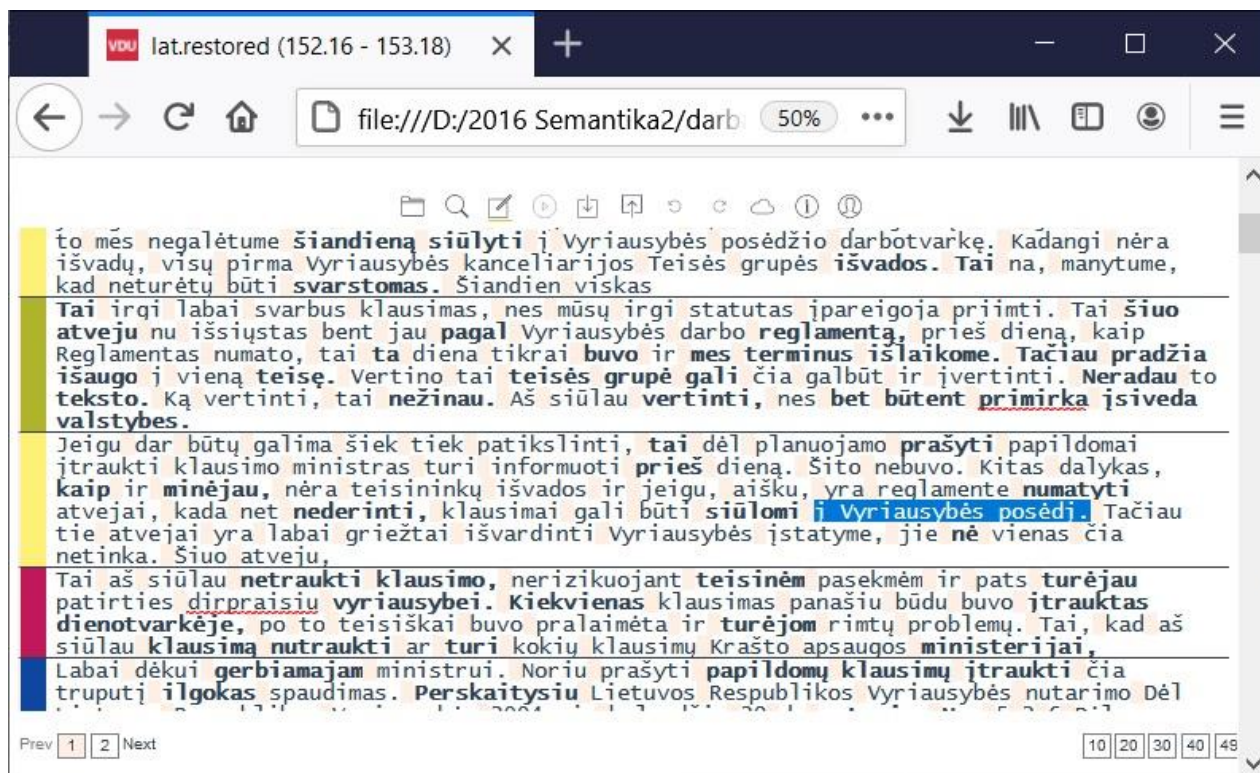 VDU lat.restored (152.16 - 153.18)
file:///D:/2016 Semantika2/darb 50%
to mes negalėtume šiandieną siūlyti į Vyriausybės posėdžio darbotvarkę. Kadangi nėra
išvadų, visų pirma Vyriausybės kanceliarijos Teisės grupės išvados. Tai na, manytume,
kad neturėtų būti svarstomas. Šiandien viskas
Tai irgi labai svarbus klausimas, nes mūsų irgi statutas įpareigoja priimti. Tai šiuo
atveju nu išsiųstas bent jau pagal Vyriausybės darbo reglamentą, prieš dieną, kaip
Reglamentas numato, tai ta diena tikrai buvo ir mes terminus išlaikome. Tačiau pradžia
išaugo į vieną teisę. Vertino tai teisės grupė gali čia galbūt ir įvertinti. Neradau to
teksto. Ką vertinti, tai nežinau. Aš siūlau vertinti, nes bet būtent primirka įsiveda
valstybes.
Jeigu dar būtų galima šiek tiek patikslinti, tai dėl planuojamo prašyti papildomai
įtraukti klausimo ministras turi informuoti prieš dieną. Šito nebuvo. Kitas dalykas,
kaip ir minėjau, nėra teisininkų išvados ir jeigu, aišku, yra reglamente numatyti
atvejai, kada net nederinti, klausimai gali būti siūlomi į Vyriausybės posėdį. Tačiau
tie atvejai yra labai griežtai išvardinti Vyriausybės įstatyme, jie nė vienas čia
netinka. Šiuo atveju,
Tai aš siūlau netraukti klausimo, nerizikuojant teisinėm pasekmėm ir pats turėjau
patirties dirpraisių vyriausybei. Kiekvienas klausimas panašiu būdu buvo įtrauktas
dienotvarkėje, po to teisiškai buvo pralaimėta ir turėjom rimtų problemų. Tai, kad aš
siūlau klausimą nutraukti ar turi kokių klausimų Krašto apsaugos ministerijai,
Labai dėkui gerbiamajam ministrui. Noriu prašyti papildomų klausimų įtraukti čia
truputį ilgokas spaudimas. Perskaitysiu Lietuvos Respublikos Vyriausybės nutarimo Dėl
Prev 1 2 Next 10 20 30 40 49